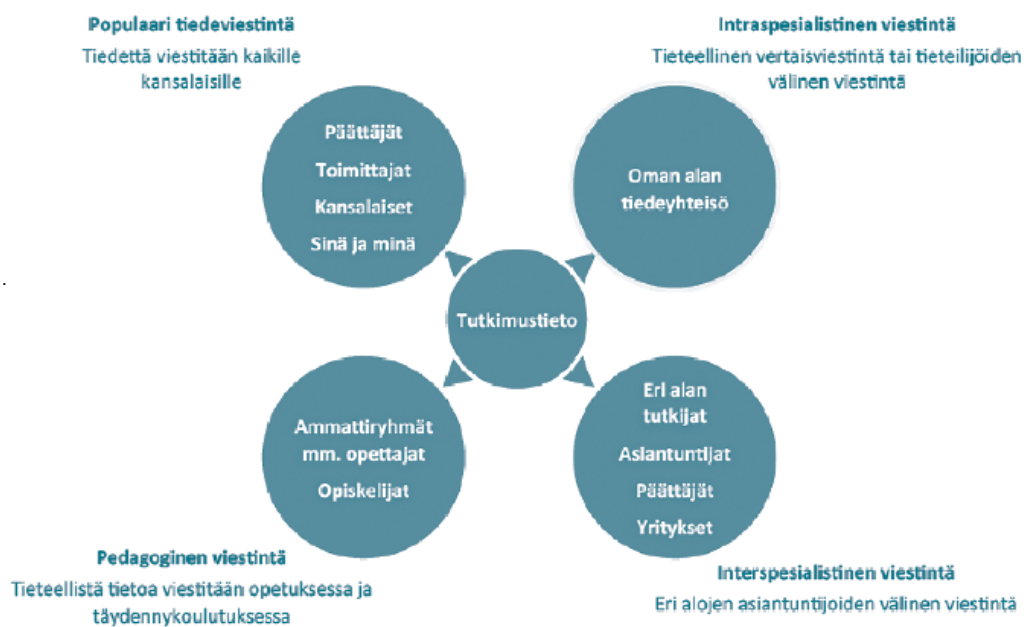 Populaari tiedeviestintä
Tiedettä viestitään kaikille
kansalaisille
Päättäjät
Toimittajat
Kansalaiset
Sinä ja minä
Intraspesialistinen viestintä
Tieteellinen vertaisviestintä tai tieteilijöiden
välinen viestintä
Oman alan
tiedeyhteisö
.
Tutkimustieto
Ammattiryhmät
mm. opettajat
Opiskelijat
Pedagoginen viestintä
Tieteellistä tietoa viestitään opetuksessa ja
täydennykoulutuksessa
Eri alan
tutkijat
Asiantuntijat
Päättäjät
Yritykset
Interspesialistinen viestintä
Eri alojen asiantuntijoiden välinen viestintä